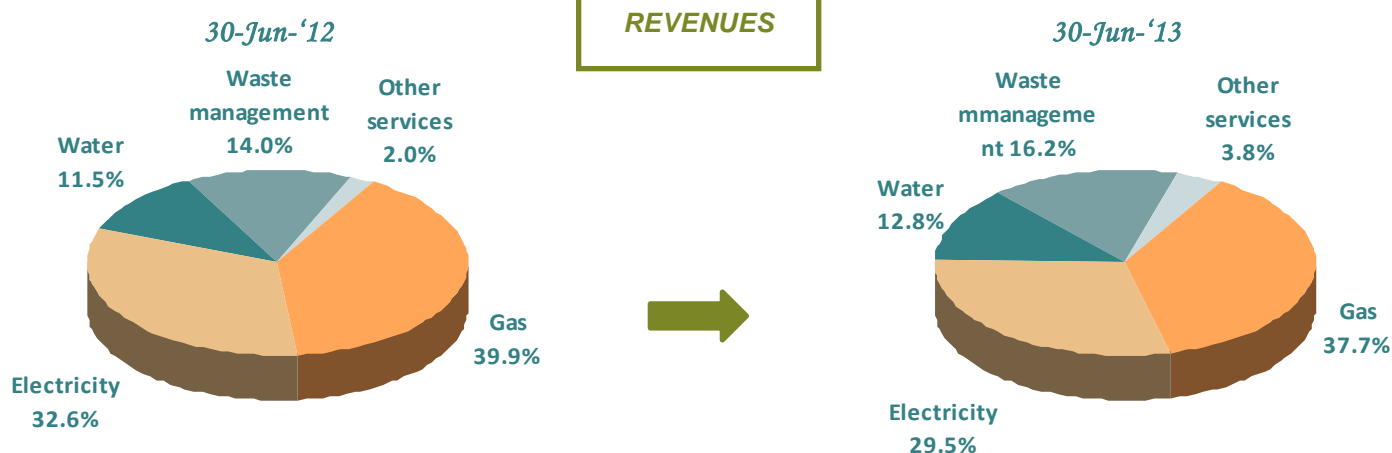 REVENUES
30-Jun-‘12
Waste
management
14.0%
Other
services
2.0%
Water
11.5%
Gas
39.9%
Electricity
32.6%
30-Jun-‘13
Waste
mmanageme
nt 16.2%
Other
services
3.8%
Water
12.8%
Gas
37.7%
Electricity
29.5%